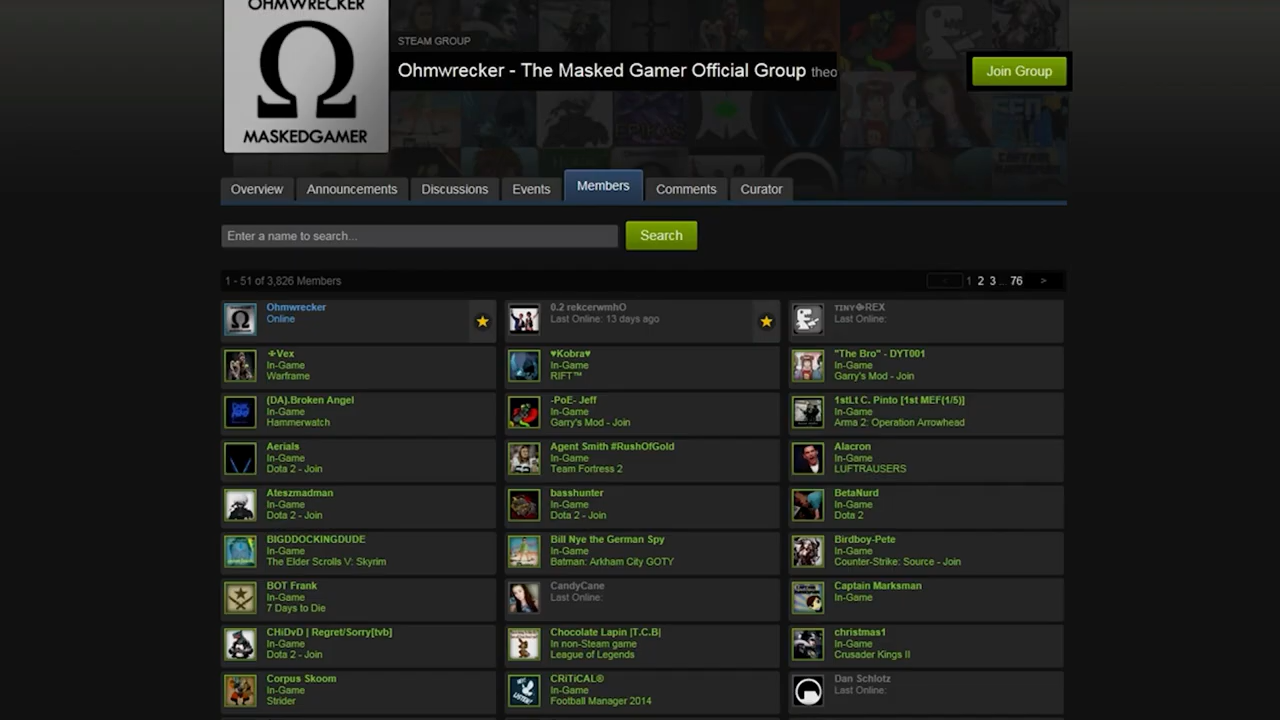 OHMWRECKER
MASKEDGAMER
STEAM GROUP
Ohmwrecker - The Masked Gamer Official Group theo
Join Group
Overview Announcements Discussions Events Members Comments Curator
Enter a name to search... Search
1 - 51 of 3,826 Members < 1 2 3 ... 76 >
Ohmwrecker
Online
0.2 rekcerwmhO
Last Online: 13 days ago
ᴛɪɴʏ REX
Last Online:
Vex
In-Game
Warframe
♥Kobra♥
In-Game
RIFT™
"The Bro" - DYT001
In-Game
Garry's Mod - Join
(DA).Broken Angel
In-Game
Hammerwatch
-PoE- Jeff
In-Game
Garry's Mod - Join
1stLt C. Pinto [1st MEF(1/5)]
In-Game
Arma 2: Operation Arrowhead
Aerials
In-Game
Dota 2 - Join
Agent Smith #RushOfGold
In-Game
Team Fortress 2
Alacron
In-Game
LUFTRAUSERS
Ateszmadman
In-Game
Dota 2 - Join
basshunter
In-Game
Dota 2 - Join
BetaNurd
In-Game
Dota 2
BIGDDOCKINGDUDE
In-Game
The Elder Scrolls V: Skyrim
Bill Nye the German Spy
In-Game
Batman: Arkham City GOTY
Birdboy-Pete
In-Game
Counter-Strike: Source - Join
BOT Frank
In-Game
7 Days to Die
CandyCane
Last Online:
Captain Marksman
In-Game
CHiDvD | Regret/Sorry[tvb]
In-Game
Dota 2 - Join
Chocolate Lapin |T.C.B|
In non-Steam game
League of Legends
christmas1
In-Game
Crusader Kings II
Corpus Skoom
In-Game
Strider
CRiTiCAL®
In-Game
Football Manager 2014
Dan Schlotz
Last Online: